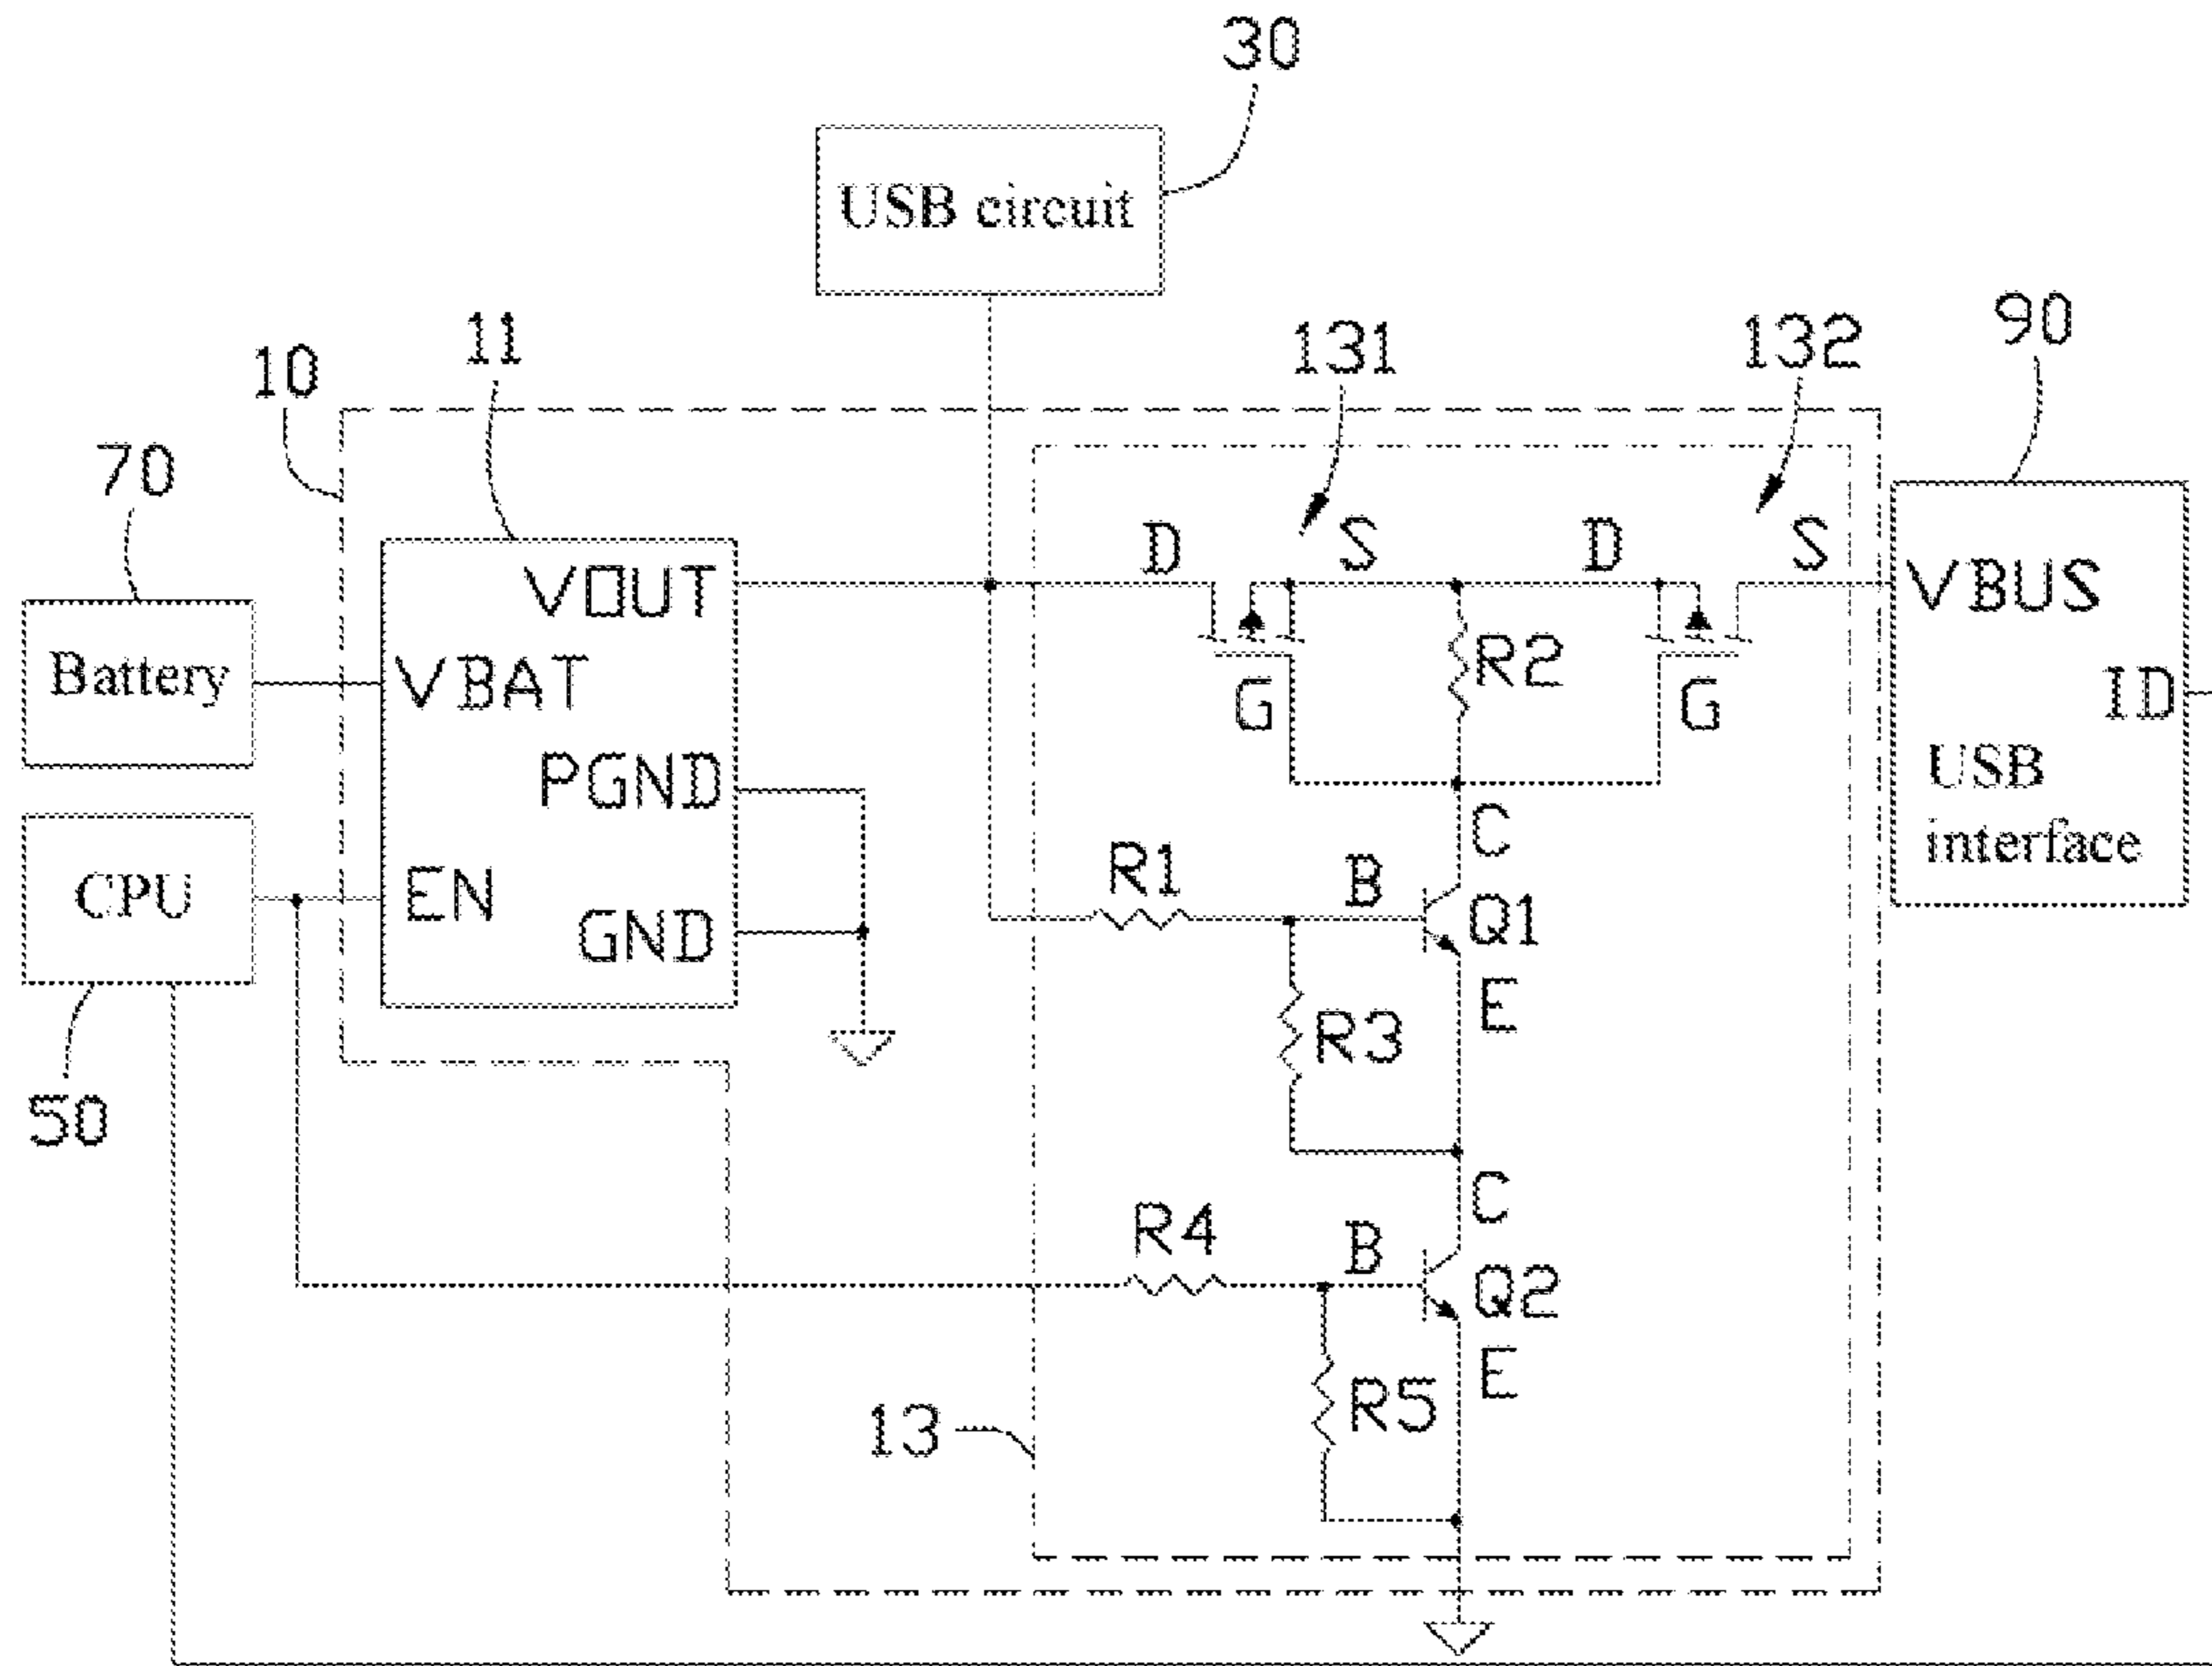 30
USB circuit
10
11
131
132
90
70
VOUT
D
S
D
S
VBUS
Battery
VBAT
G
R2
G
ID
PGND
USB
interface
C
CPU
EN
R1
B
Q1
GND
E
R3
50
C
R4
B
Q2
E
13
R5